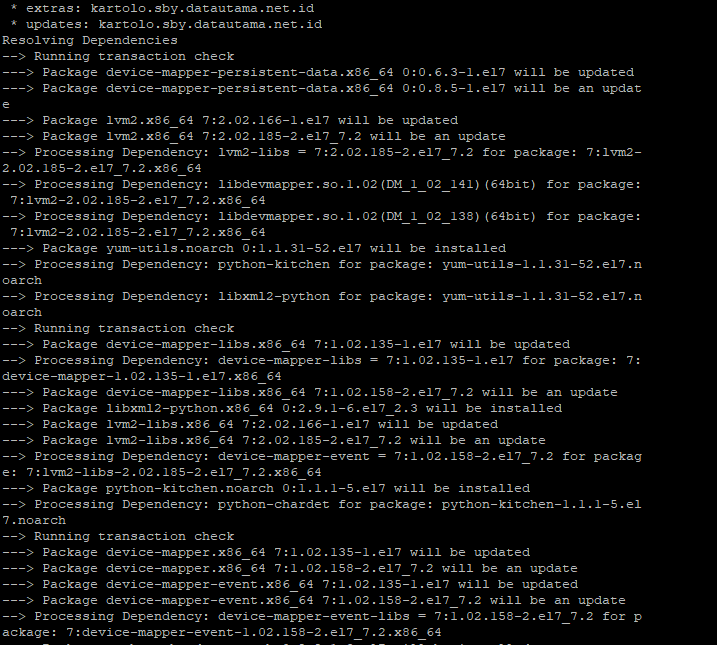 * extras: kartolo.sby.datautama.net.id
* updates: kartolo.sby.datautama.net.id
Resolving Dependencies
--> Running transaction check
---> Package device-mapper-persistent-data.x86_64 0:0.6.3-1.el7 will be updated
---> Package device-mapper-persistent-data.x86_64 0:0.8.5-1.el7 will be an updat
e
---> Package lvm2.x86_64 7:2.02.166-1.el7 will be updated
---> Package lvm2.x86_64 7:2.02.185-2.el7_7.2 will be an update
--> Processing Dependency: lvm2-libs = 7:2.02.185-2.el7_7.2 for package: 7:lvm2-
2.02.185-2.el7_7.2.x86_64
--> Processing Dependency: libdevmapper.so.1.02(DM_1_02_141)(64bit) for package:
7:lvm2-2.02.185-2.el7_7.2.x86_64
--> Processing Dependency: libdevmapper.so.1.02(DM_1_02_138)(64bit) for package:
7:lvm2-2.02.185-2.el7_7.2.x86_64
---> Package yum-utils.noarch 0:1.1.31-52.el7 will be installed
--> Processing Dependency: python-kitchen for package: yum-utils-1.1.31-52.el7.n
oarch
--> Processing Dependency: libxml2-python for package: yum-utils-1.1.31-52.el7.n
oarch
--> Running transaction check
---> Package device-mapper-libs.x86_64 7:1.02.135-1.el7 will be updated
--> Processing Dependency: device-mapper-libs = 7:1.02.135-1.el7 for package: 7:
device-mapper-1.02.135-1.el7.x86_64
---> Package device-mapper-libs.x86_64 7:1.02.158-2.el7_7.2 will be an update
---> Package libxml2-python.x86_64 0:2.9.1-6.el7_2.3 will be installed
---> Package lvm2-libs.x86_64 7:2.02.166-1.el7 will be updated
---> Package lvm2-libs.x86_64 7:2.02.185-2.el7_7.2 will be an update
--> Processing Dependency: device-mapper-event = 7:1.02.158-2.el7_7.2 for packag
e: 7:lvm2-libs-2.02.185-2.el7_7.2.x86_64
---> Package python-kitchen.noarch 0:1.1.1-5.el7 will be installed
--> Processing Dependency: python-chardet for package: python-kitchen-1.1.1-5.el
7.noarch
--> Running transaction check
---> Package device-mapper.x86_64 7:1.02.135-1.el7 will be updated
---> Package device-mapper.x86_64 7:1.02.158-2.el7_7.2 will be an update
---> Package device-mapper-event.x86_64 7:1.02.135-1.el7 will be updated
---> Package device-mapper-event.x86_64 7:1.02.158-2.el7_7.2 will be an update
--> Processing Dependency: device-mapper-event-libs = 7:1.02.158-2.el7_7.2 for p
ackage: 7:device-mapper-event-1.02.158-2.el7_7.2.x86_64